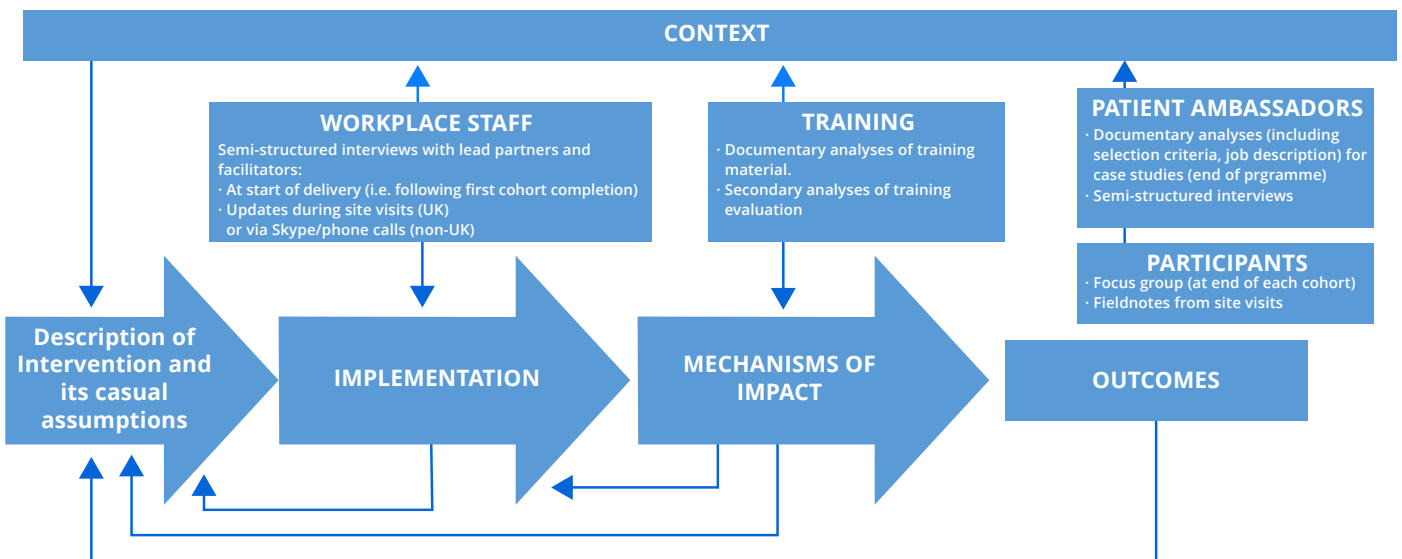 CONTEXT
WORKPLACE STAFF
Semi-structured interviews with lead partners and
facilitators:
· At start of delivery (i.e. following first cohort completion)
· Updates during site visits (UK)
or via Skype/phone calls (non-UK)
TRAINING
· Documentary analyses of training
material.
· Secondary analyses of training
evaluation
PATIENT AMBASSADORS
· Documentary analyses (including
selection criteria, job description) for
case studies (end of prgramme)
· Semi-structured interviews
PARTICIPANTS
· Focus group (at end of each cohort)
· Fieldnotes from site visits
Description of
Intervention and
its casual
assumptions
IMPLEMENTATION
MECHANISMS OF
IMPACT
OUTCOMES